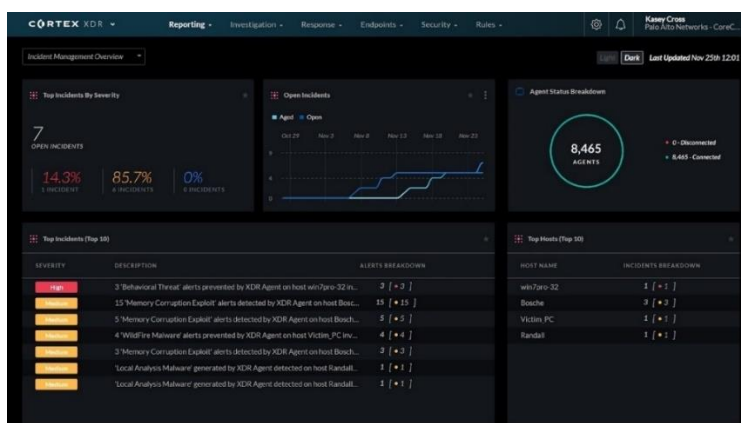 CORTEX XDR
Reporting
Investigation
Response
Endpoints
Security
Rules
Kasey Cross
Palo Alto Networks - CoreC...
Incident Management Overview
Light Dark Last Updated Nov 25th 12:01
Top Incidents By Severity
7
OPEN INCIDENTS
14.3%
1 INCIDENT
85.7%
6 INCIDENTS
0%
0 INCIDENTS
Open Incidents
Aged Open
Oct 29 Nov 3 Nov 8 Nov 13 Nov 18 Nov 23
0
Agent Status Breakdown
8,465
AGENTS
0 - Disconnected
8,465 - Connected
Top Incidents (Top 10)
SEVERITY DESCRIPTION ALERTS BREAKDOWN
High 3 'Behavioral Threat' alerts prevented by XDR Agent on host win7pro-32 in... 3 [ 3 ]
Medium 15 'Memory Corruption Exploit' alerts detected by XDR Agent on host Bosc... 15 [ 15 ]
Medium 5 'Memory Corruption Exploit' alerts detected by XDR Agent on host Bosch... 5 [ 5 ]
Medium 4 'WildFire Malware' alerts prevented by XDR Agent on host Victim_PC inv... 4 [ 4 ]
Medium 3 'Memory Corruption Exploit' alerts detected by XDR Agent on host Bosch... 3 [ 3 ]
Medium 'Local Analysis Malware' generated by XDR Agent detected on host Randall... 1 [ 1 ]
Medium 'Local Analysis Malware' generated by XDR Agent detected on host Randall... 1 [ 1 ]
Top Hosts (Top 10)
HOST NAME INCIDENTS BREAKDOWN
win7pro-32 1 [ 1 ]
Bosche 3 [ 3 ]
Victim_PC 1 [ 1 ]
Randall 1 [ 1 ]